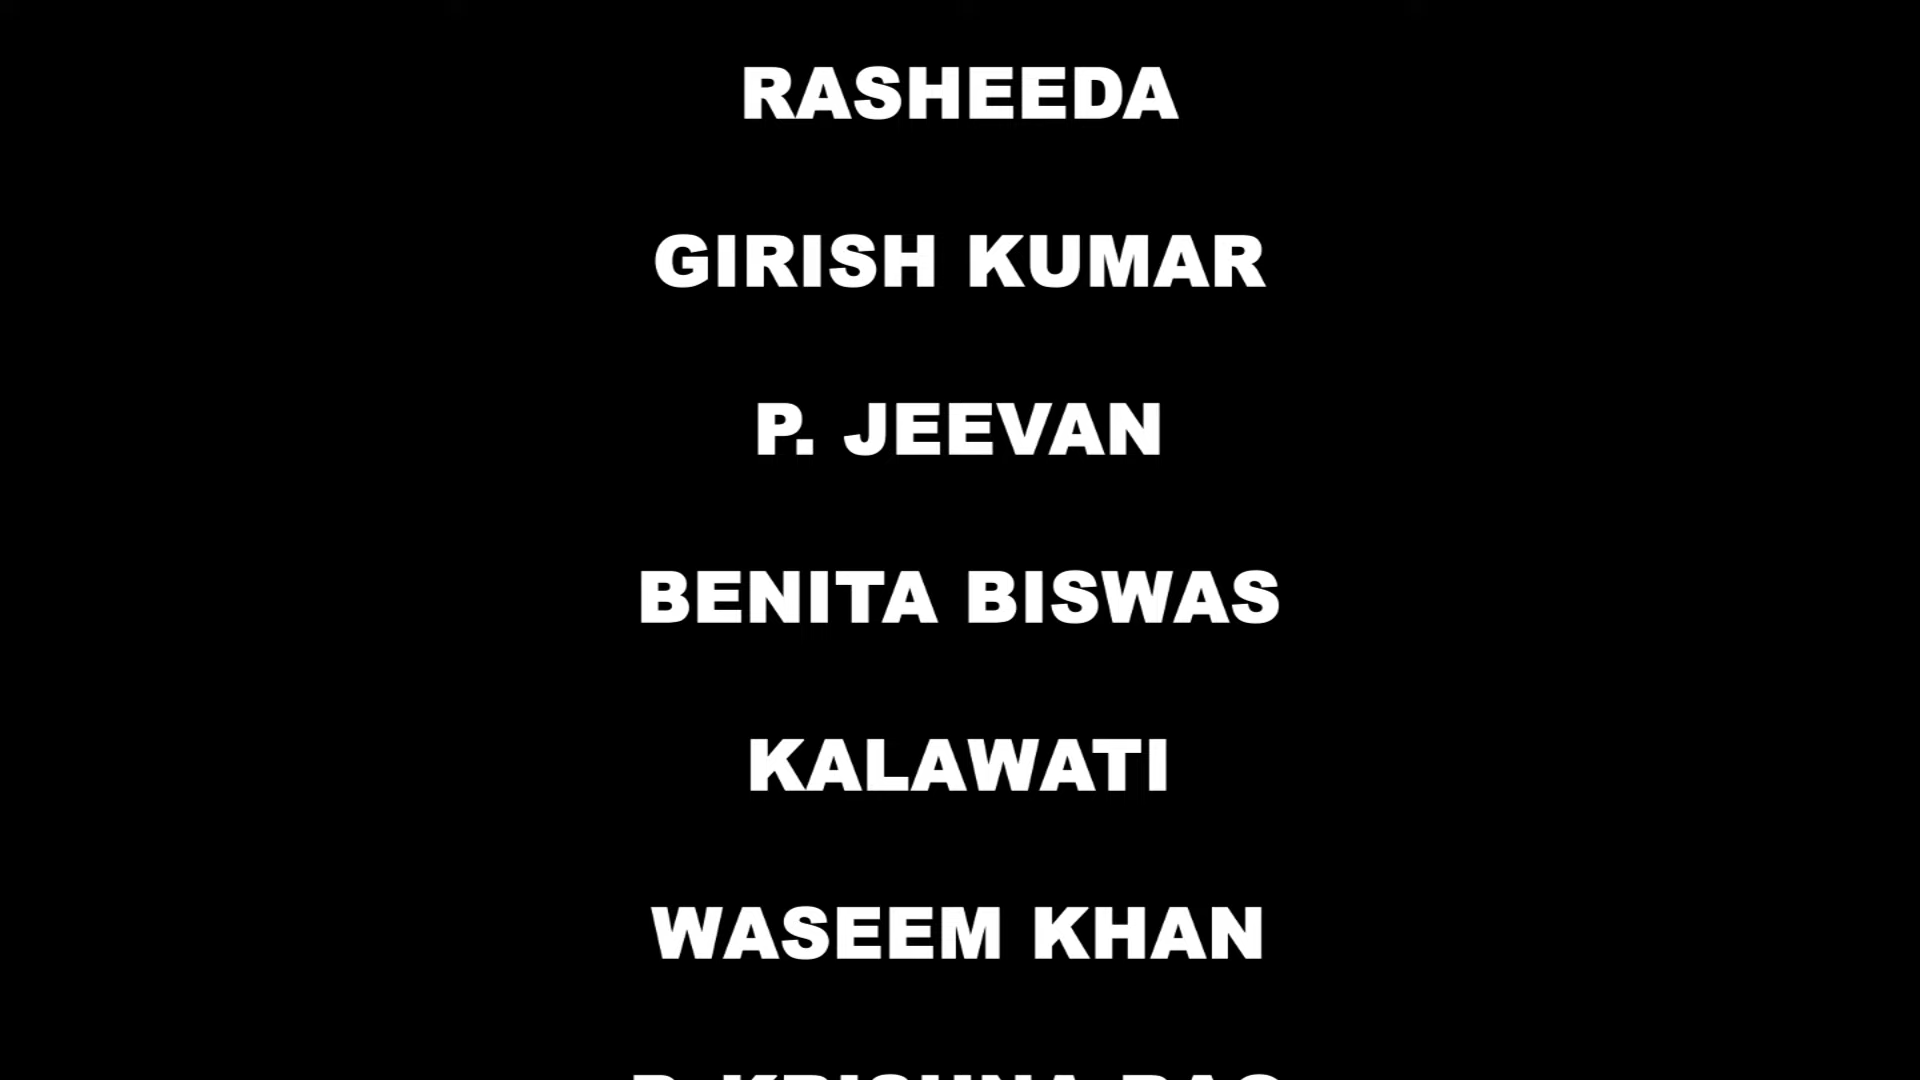 RASHEEDA
GIRISH KUMAR
P. JEEVAN
BENITA BISWAS
KALAWATI
WASEEM KHAN